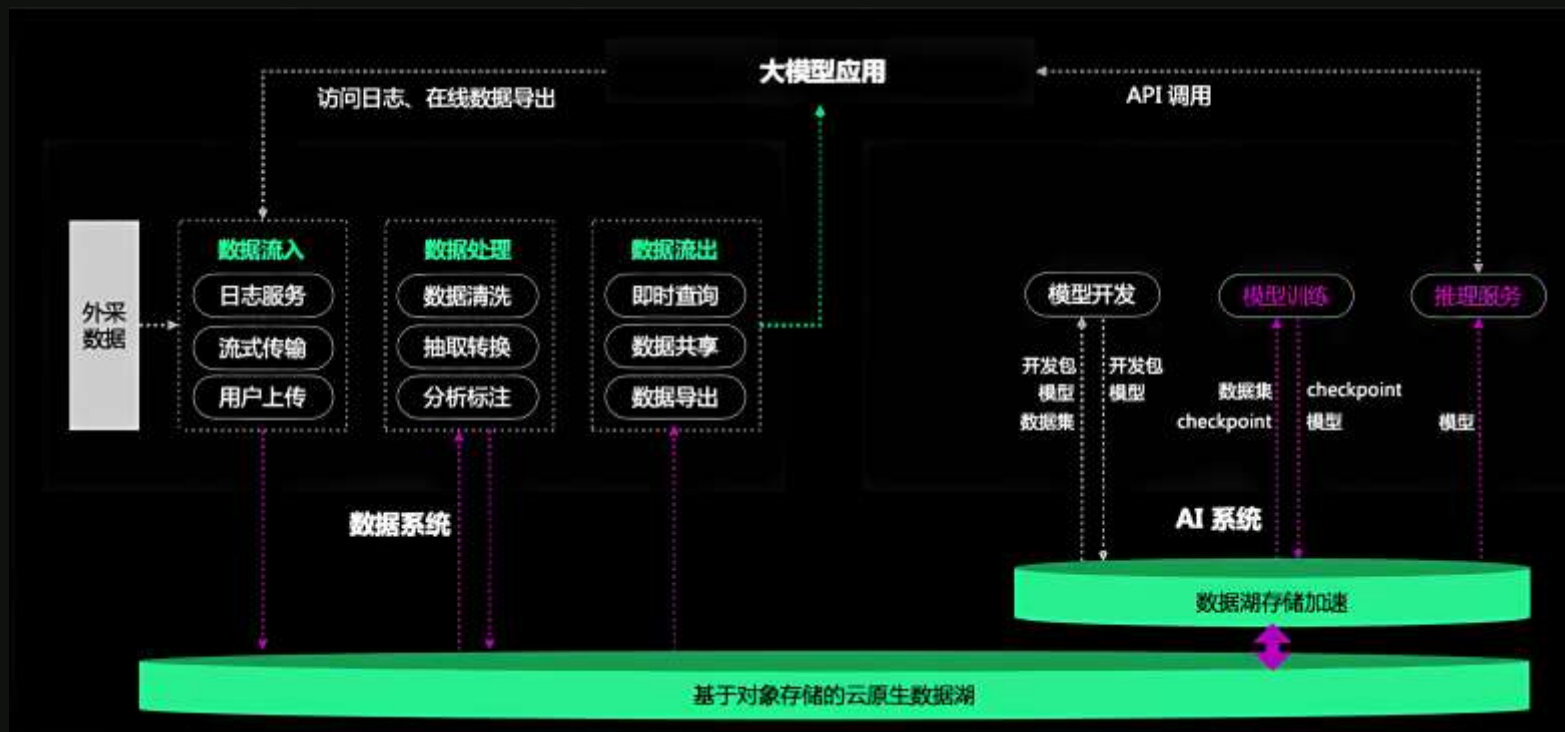 大模型应用
访问日志、在线数据导出
API 调用
外采
数据
数据流入
日志服务
流式传输
用户上传
数据处理
数据清洗
抽取转换
分析标注
数据流出
即时查询
数据共享
数据导出
数据系统
模型开发
开发包
模型
数据集
开发包
模型
模型训练
数据集
checkpoint
checkpoint
模型
推理服务
模型
AI 系统
数据湖存储加速
基于对象存储的云原生数据湖